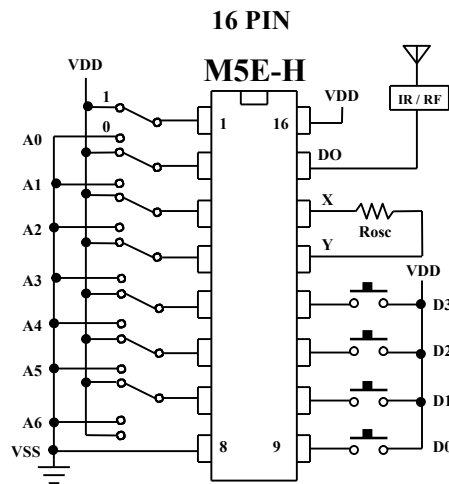 16 PIN
M5E-H
VDD
VDD
IR / RF
1
0
1
16
A0
DO
A1
X
Rosc
A2
Y
VDD
A3
D3
A4
D2
A5
D1
A6
VSS
8
9
D0